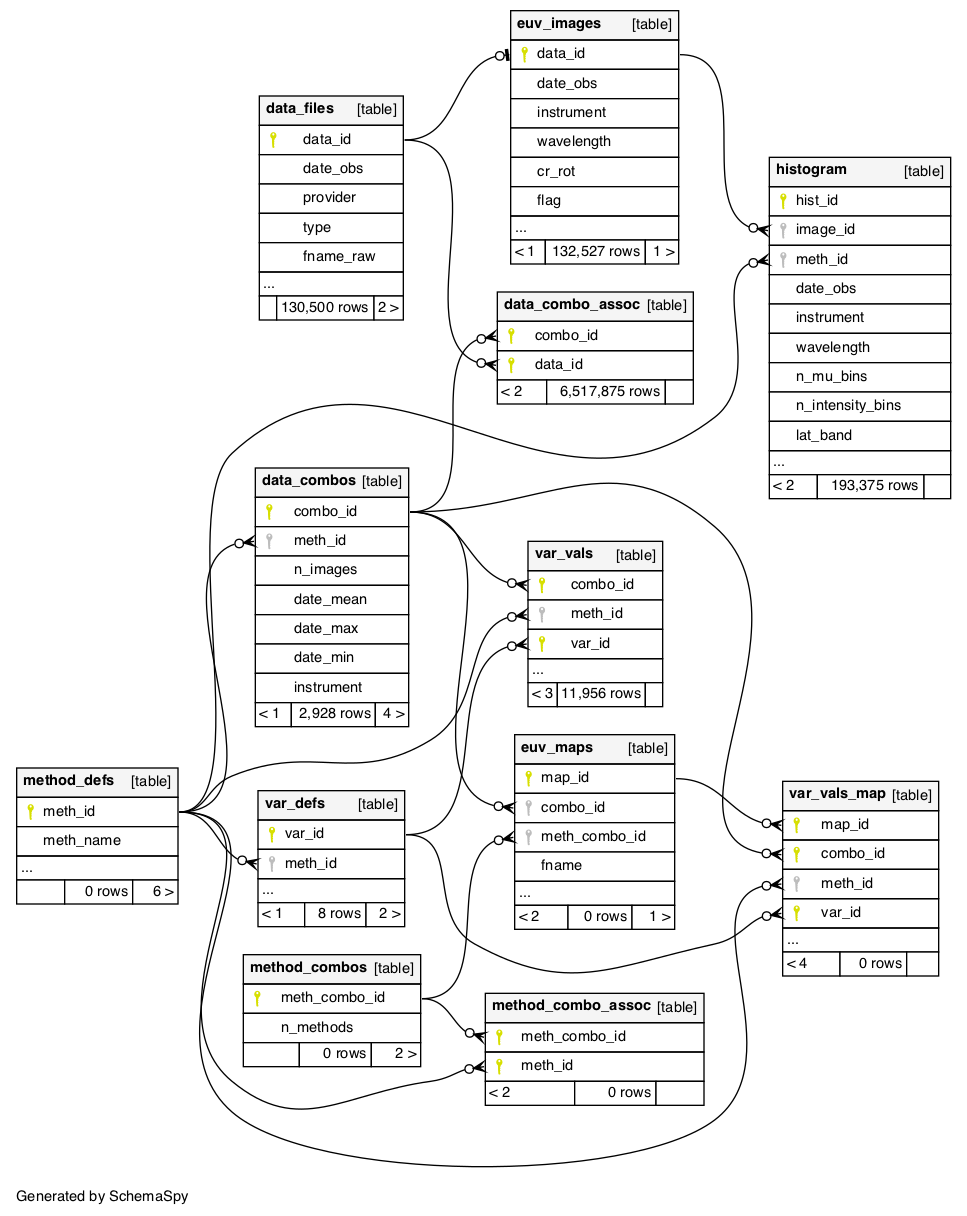 euv_images [table]
data_id
date_obs
instrument
wavelength
cr_rot
flag
...
< 1 132,527 rows 1 >
data_files [table]
data_id
date_obs
provider
type
fname_raw
...
130,500 rows 2 >
histogram [table]
hist_id
image_id
meth_id
date_obs
instrument
wavelength
n_mu_bins
n_intensity_bins
lat_band
...
< 2 193,375 rows
data_combo_assoc [table]
combo_id
data_id
< 2 6,517,875 rows
data_combos [table]
combo_id
meth_id
n_images
date_mean
date_max
date_min
instrument
< 1 2,928 rows 4 >
var_vals [table]
combo_id
meth_id
var_id
...
< 3 11,956 rows
euv_maps [table]
map_id
combo_id
meth_combo_id
fname
...
< 2 0 rows 1 >
method_defs [table]
meth_id
meth_name
...
0 rows 6 >
var_defs [table]
var_id
meth_id
...
< 1 8 rows 2 >
var_vals_map [table]
map_id
combo_id
meth_id
var_id
...
< 4 0 rows
method_combos [table]
meth_combo_id
n_methods
0 rows 2 >
method_combo_assoc [table]
meth_combo_id
meth_id
< 2 0 rows
Generated by SchemaSpy